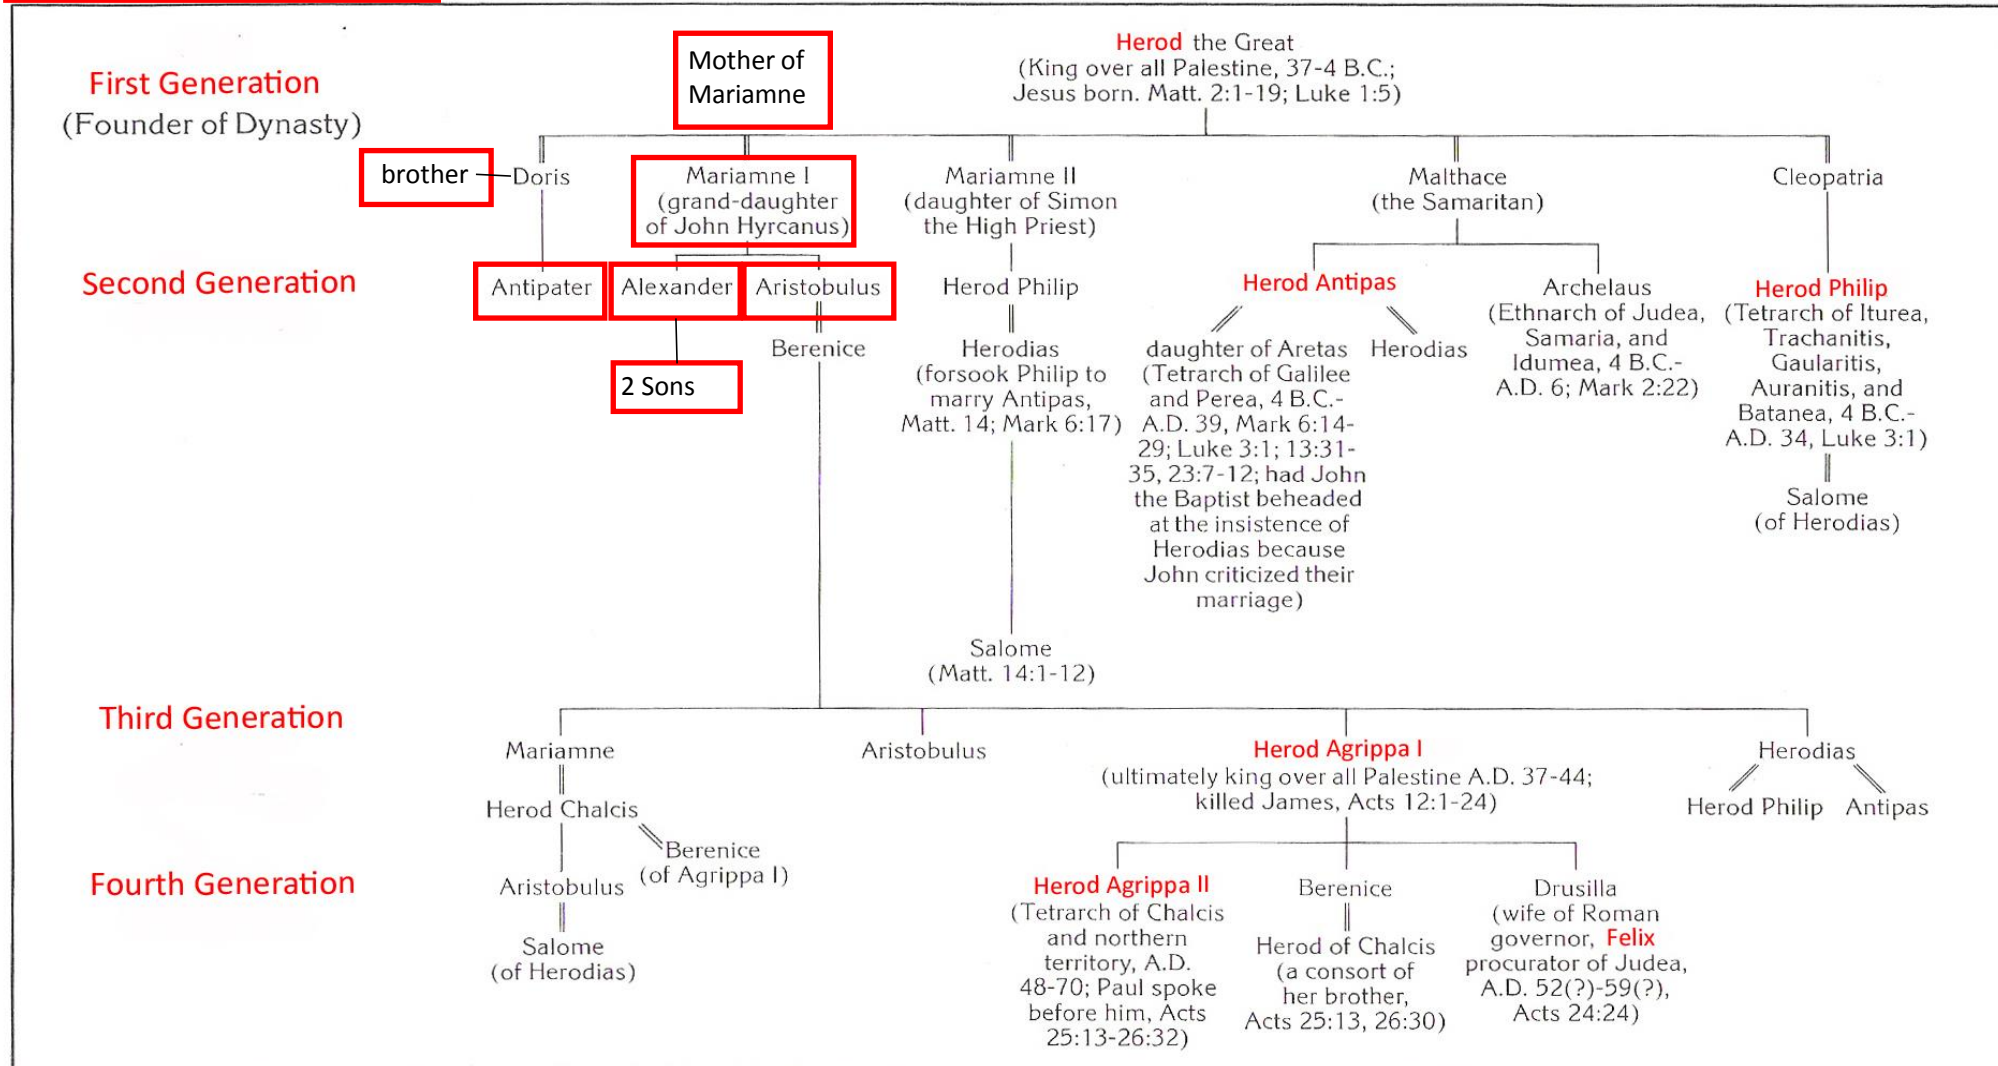 First Generation
(Founder of Dynasty)
Mother of
Mariamne
Herod the Great
(King over all Palestine, 37-4 B.C.;
Jesus born. Matt. 2:1-19; Luke 1:5)
brother
Doris
Mariamne I
(grand-daughter
of John Hyrcanus)
Mariamne II
(daughter of Simon
the High Priest)
Malthace
(the Samaritan)
Cleopatria
Second Generation
Antipater
Alexander
2 Sons
Aristobulus
Berenice
Herod Philip
Herodias
(forsook Philip to
marry Antipas,
Matt. 14; Mark 6:17)
Salome
(Matt. 14:1-12)
Herod Antipas
daughter of Aretas
(Tetrarch of Galilee
and Perea, 4 B.C.-
A.D. 39, Mark 6:14-
29; Luke 3:1; 13:31-
35, 23:7-12; had John
the Baptist beheaded
at the insistence of
Herodias because
John criticized their
marriage)
Herodias
Archelaus
(Ethnarch of Judea,
Samaria, and
Idumea, 4 B.C.-
A.D. 6; Mark 2:22)
Herod Philip
(Tetrarch of Iturea,
Trachanitis,
Gaularitis,
Auranitis, and
Batanea, 4 B.C.-
A.D. 34, Luke 3:1)
Salome
(of Herodias)
Third Generation
Mariamne
Herod Chalcis
Berenice
(of Agrippa I)
Aristobulus
Herod Agrippa I
(ultimately king over all Palestine A.D. 37-44;
killed James, Acts 12:1-24)
Herodias
Herod Philip
Antipas
Fourth Generation
Aristobulus
Salome
(of Herodias)
Herod Agrippa II
(Tetrarch of Chalcis
and northern
territory, A.D.
48-70; Paul spoke
before him, Acts
25:13-26:32)
Berenice
Herod of Chalcis
(a consort of
her brother,
Acts 25:13, 26:30)
Drusilla
(wife of Roman
governor, Felix
procurator of Judea,
A.D. 52(?)-59(?),
Acts 24:24)